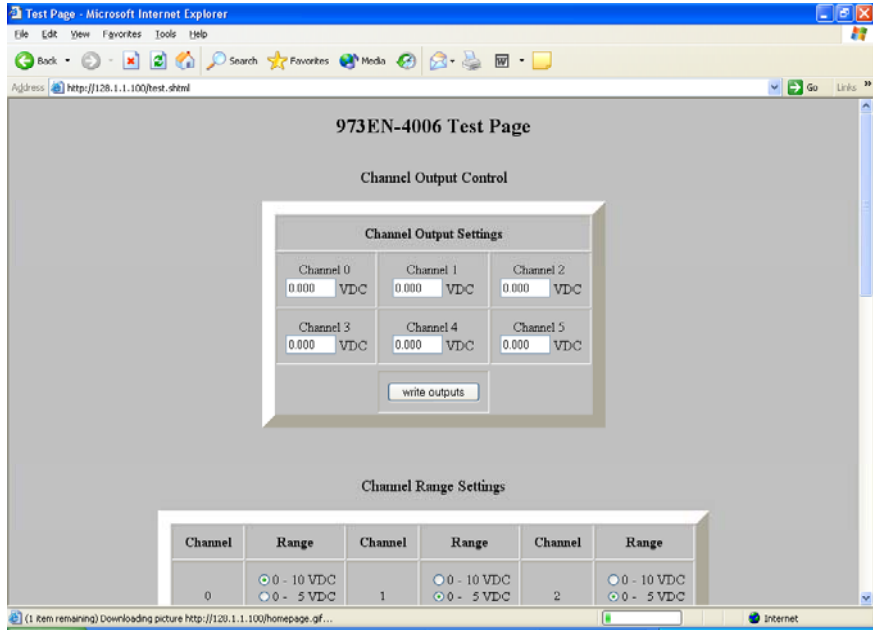 Test Page - Microsoft Internet Explorer
File Edit View Favorites Tools Help
Back Search Favorites Media
Address http://128.1.1.100/test.shtml Go Links »
973EN-4006 Test Page
Channel Output Control
Channel Output Settings
Channel 0 Channel 1 Channel 2
0.000 VDC 0.000 VDC 0.000 VDC
Channel 3 Channel 4 Channel 5
0.000 VDC 0.000 VDC 0.000 VDC
write outputs
Channel Range Settings
Channel Range Channel Range Channel Range
0 - 10 VDC 0 - 10 VDC 0 - 10 VDC
0 0 - 5 VDC 1 0 - 5 VDC 2 0 - 5 VDC
(1 item remaining) Downloading picture http://128.1.1.100/homepage.gif... Internet